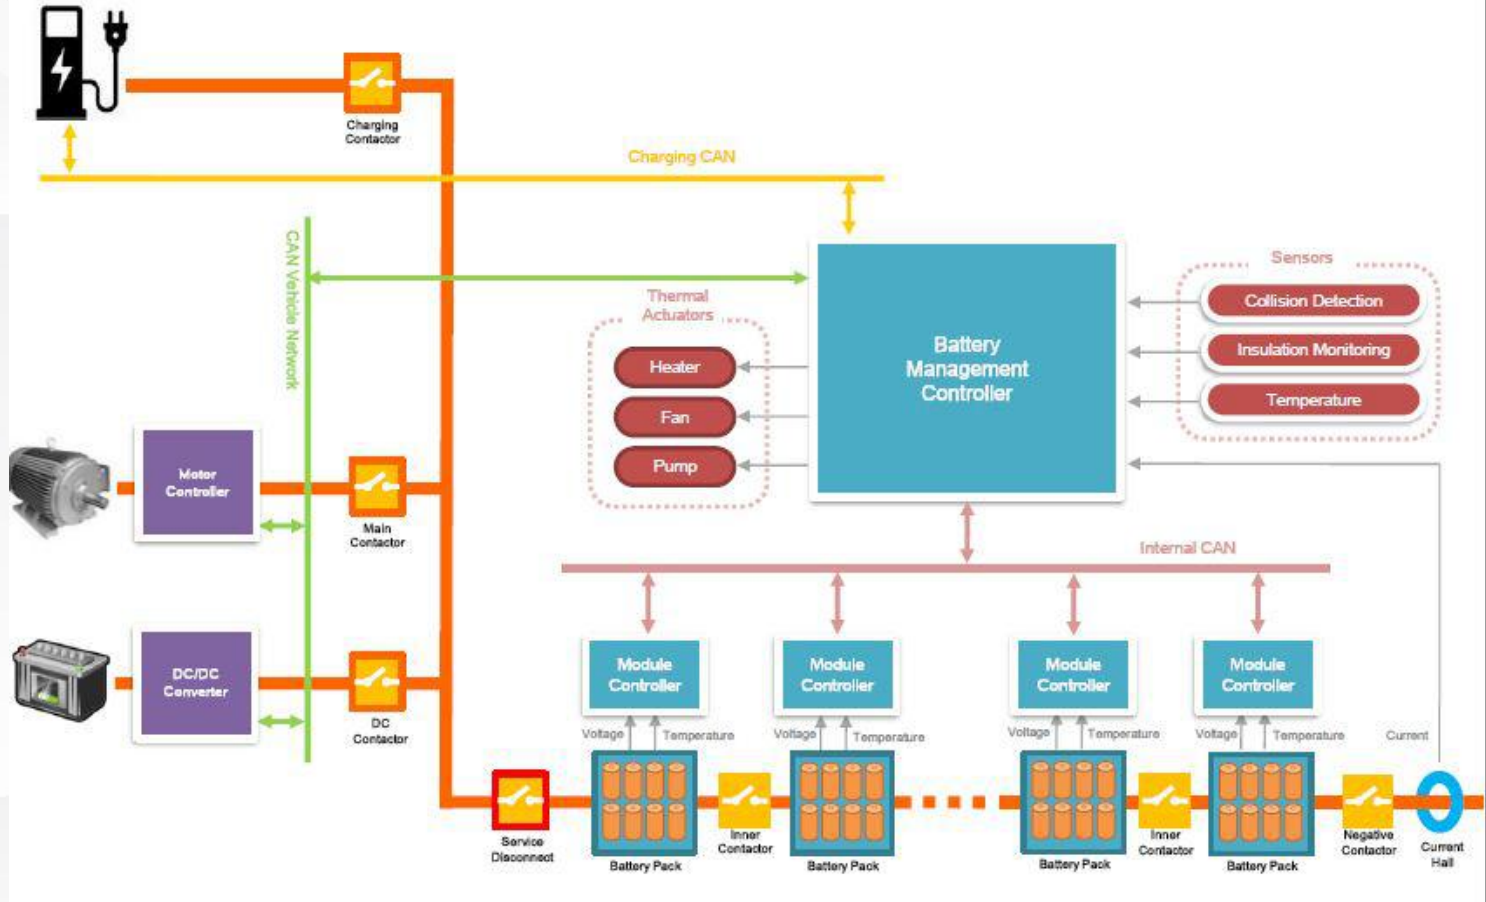 Charging
Contactor
Charging CAN
CAN Vehicle Network
Thermal
Actuators
Heater
Fan
Pump
Battery
Management
Controller
Sensors
Collision Detection
Insulation Monitoring
Temperature
Motor
Controller
Main
Contactor
Internal CAN
DC/DC
Converter
DC
Contactor
Module
Controller
Module
Controller
Module
Controller
Module
Controller
Voltage
Temperature
Voltage
Temperature
Voltage
Temperature
Voltage
Temperature
Current
Service
Disconnect
Battery Pack
Inner
Contactor
Battery Pack
Battery Pack
Inner
Contactor
Battery Pack
Negative
Contactor
Current
Hall